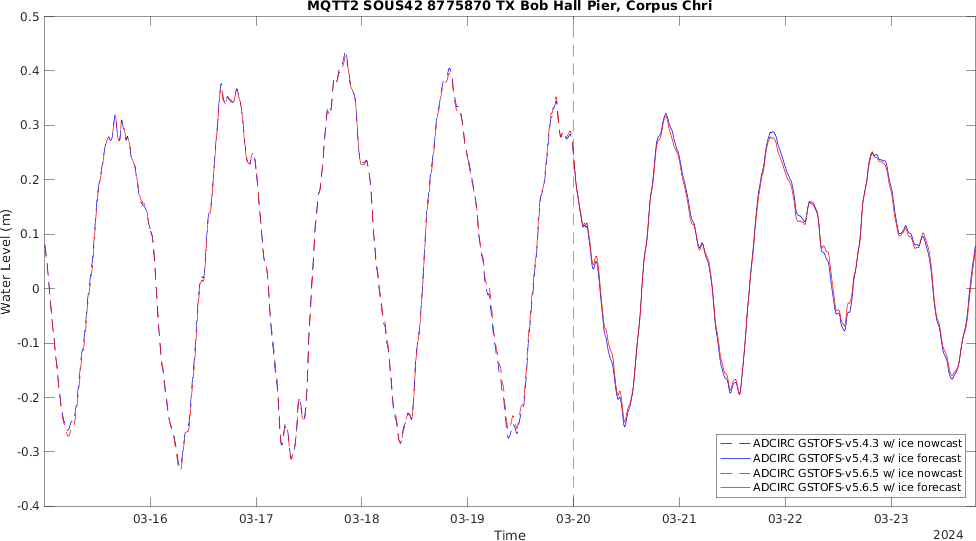 MQTT2 SOUS42 8775870 TX Bob Hall Pier, Corpus Chri
0.5
0.4
0.3
0.2
0.1
0
-0.1
-0.2
-0.3
-0.4
Water Level (m)
ADCIRC GSTOFS-v5.4.3 w/ ice nowcast
ADCIRC GSTOFS-v5.4.3 w/ ice forecast
ADCIRC GSTOFS-v5.6.5 w/ ice nowcast
ADCIRC GSTOFS-v5.6.5 w/ ice forecast
03-16 03-17 03-18 03-19 03-20 03-21 03-22 03-23
Time
2024